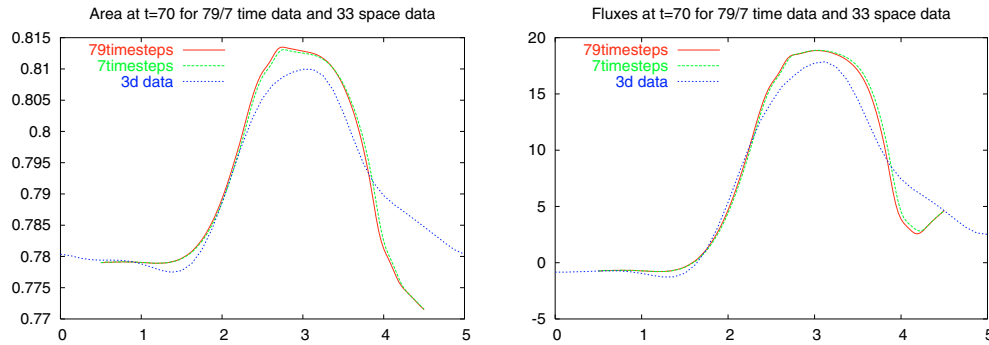 Area at t=70 for 79/7 time data and 33 space data
0.815
0.81
0.805
0.8
0.795
0.79
0.785
0.78
0.775
0.77
79timesteps
7timesteps
3d data
0 1 2 3 4 5
Fluxes at t=70 for 79/7 time data and 33 space data
20
15
10
5
0
-5
79timesteps
7timesteps
3d data
0 1 2 3 4 5